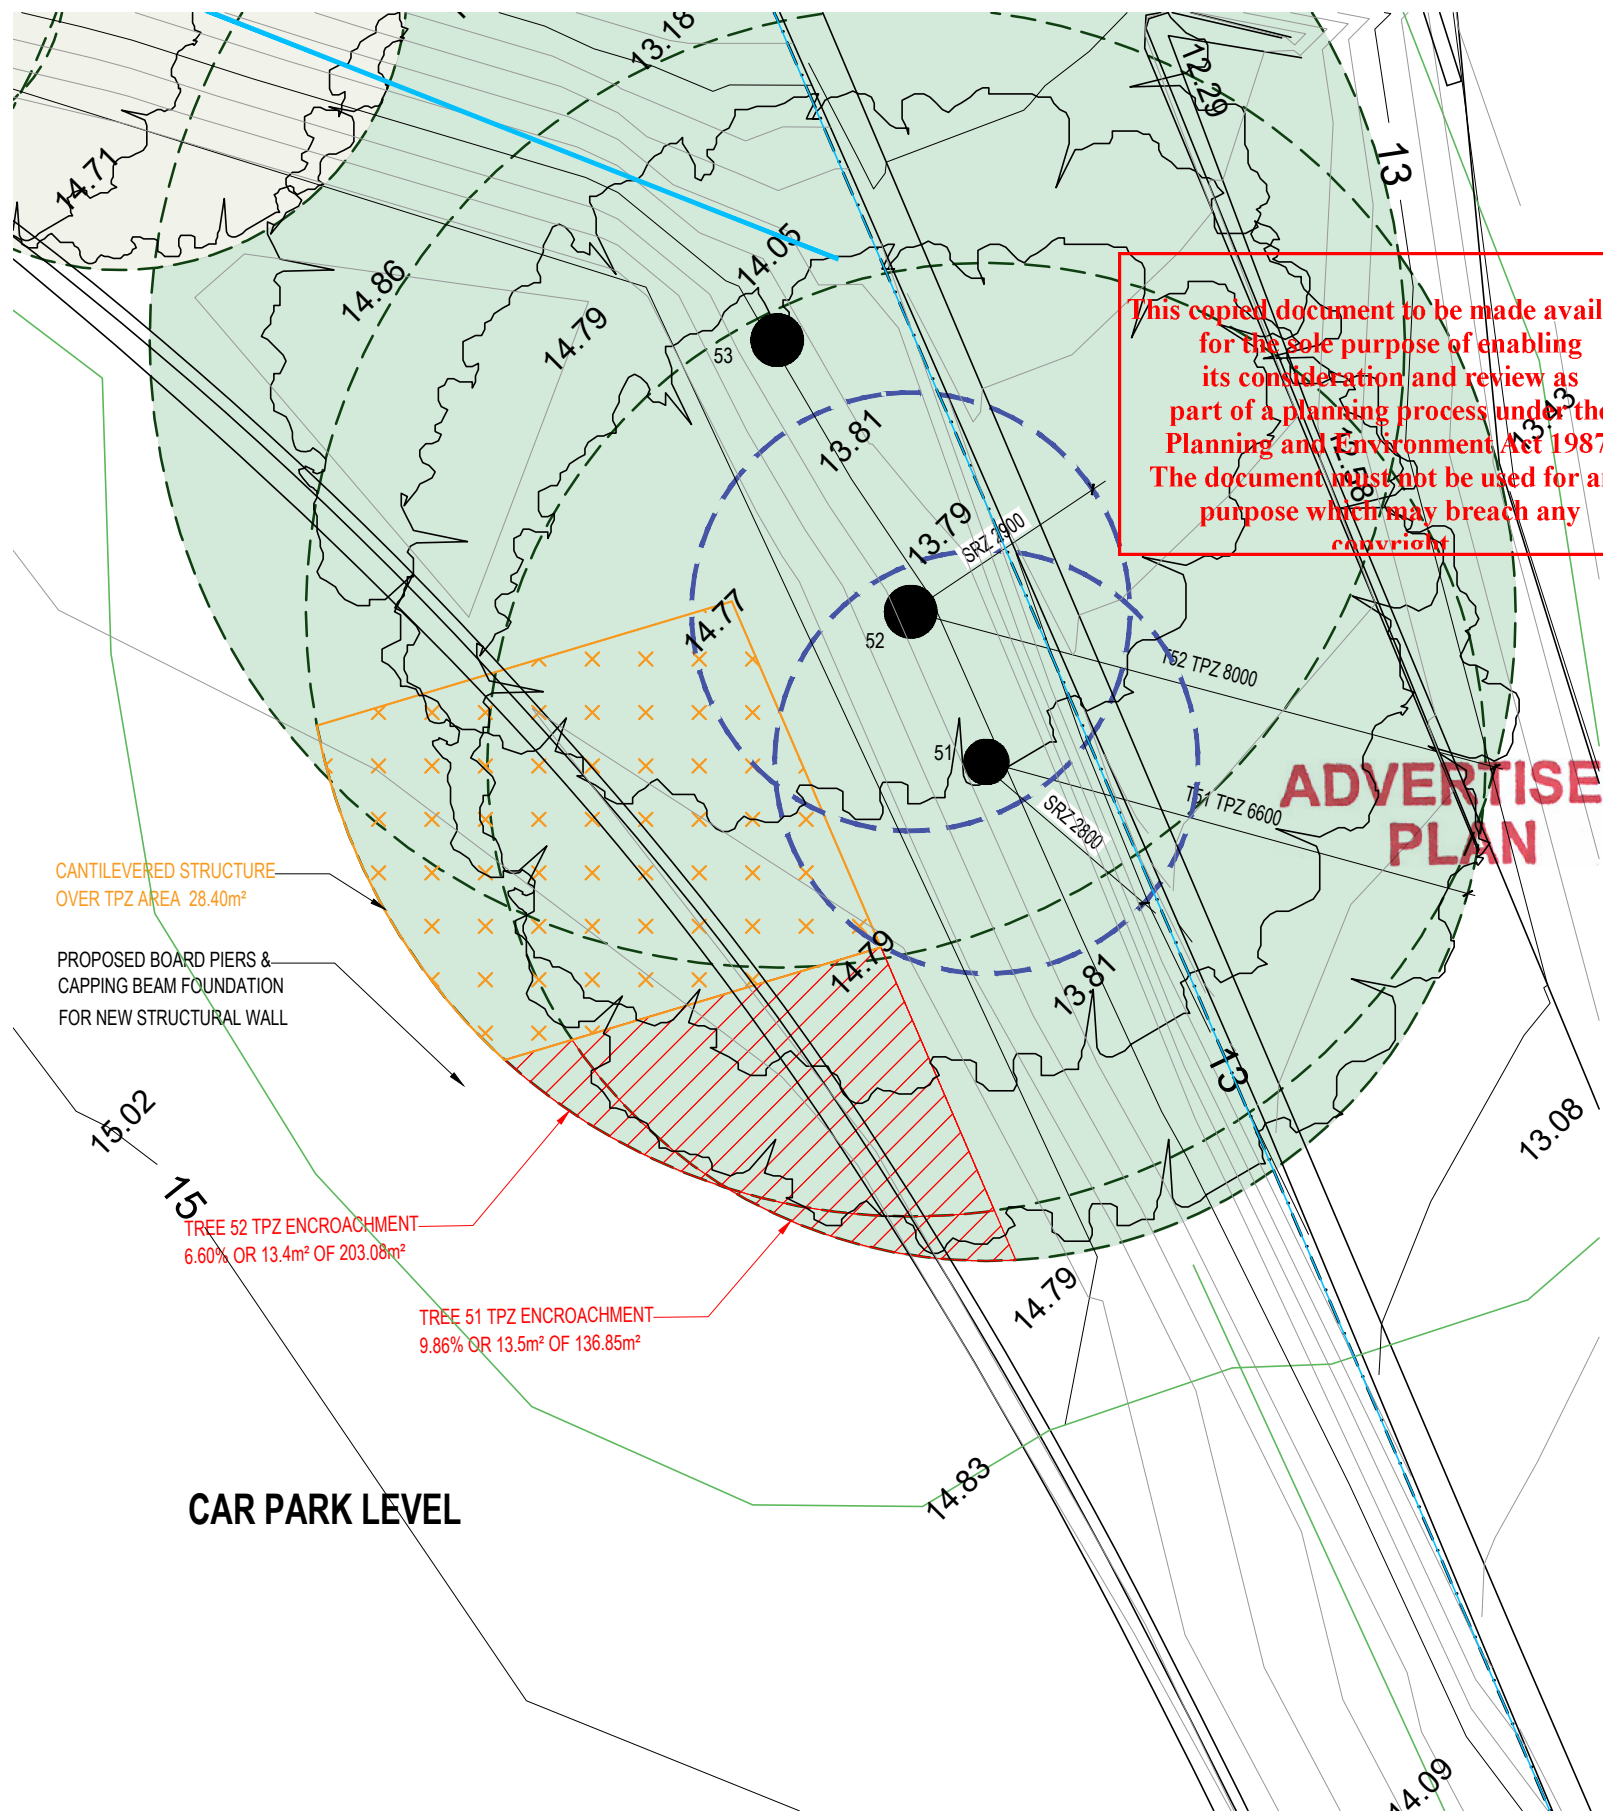 13.18
12.29
14.71
13
14.05
14.86
14.79
This copied document to be made avail
for the sole purpose of enabling
its consideration and review as
part of a planning process under the
Planning and Environment Act 1987
The document must not be used for an
purpose which may breach any
copyright
53
13.43
13.81
12.58
13.79
SRZ 2900
14.77
52
T52 TPZ 8000
51
ADVERTISE
PLAN
T51 TPZ 6600
SRZ 2800
CANTILEVERED STRUCTURE
OVER TPZ AREA 28.40m²
14.79
PROPOSED BOARD PIERS &
CAPPING BEAM FOUNDATION
FOR NEW STRUCTURAL WALL
13.81
13
15.02
13.08
15
TREE 52 TPZ ENCROACHMENT
6.60% OR 13.4m² OF 203.08m²
14.79
TREE 51 TPZ ENCROACHMENT
9.86% OR 13.5m² OF 136.85m²
14.83
CAR PARK LEVEL
14.09